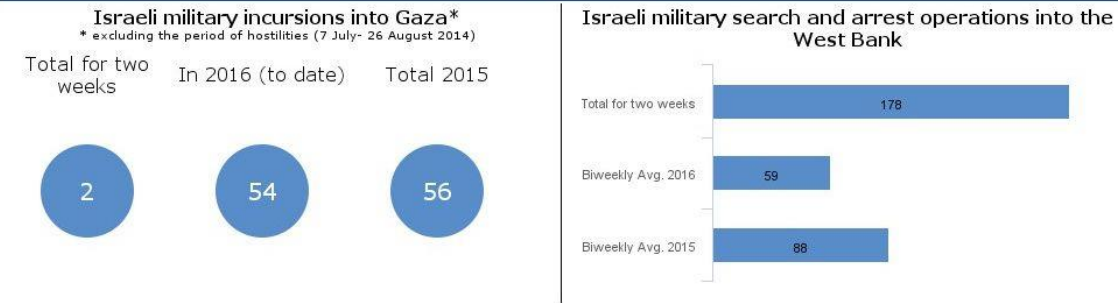 Israeli military incursions into Gaza*
* excluding the period of hostilities (7 July- 26 August 2014)
Total for two
weeks
In 2016 (to date)
Total 2015
2
54
56
Israeli military search and arrest operations into the
West Bank
Total for two weeks
178
Biweekly Avg. 2016
59
Biweekly Avg. 2015
88